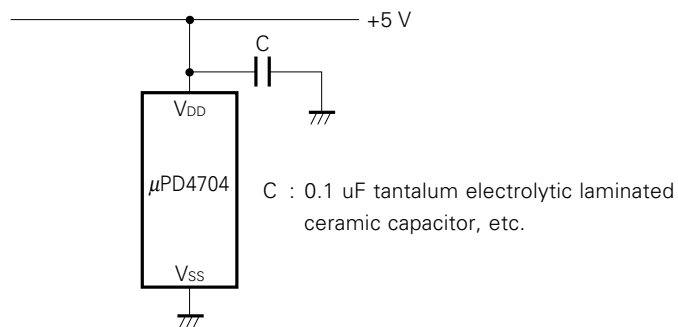 +5 V
C
VDD
μPD4704
C : 0.1 uF tantalum electrolytic laminated
ceramic capacitor, etc.
VSS